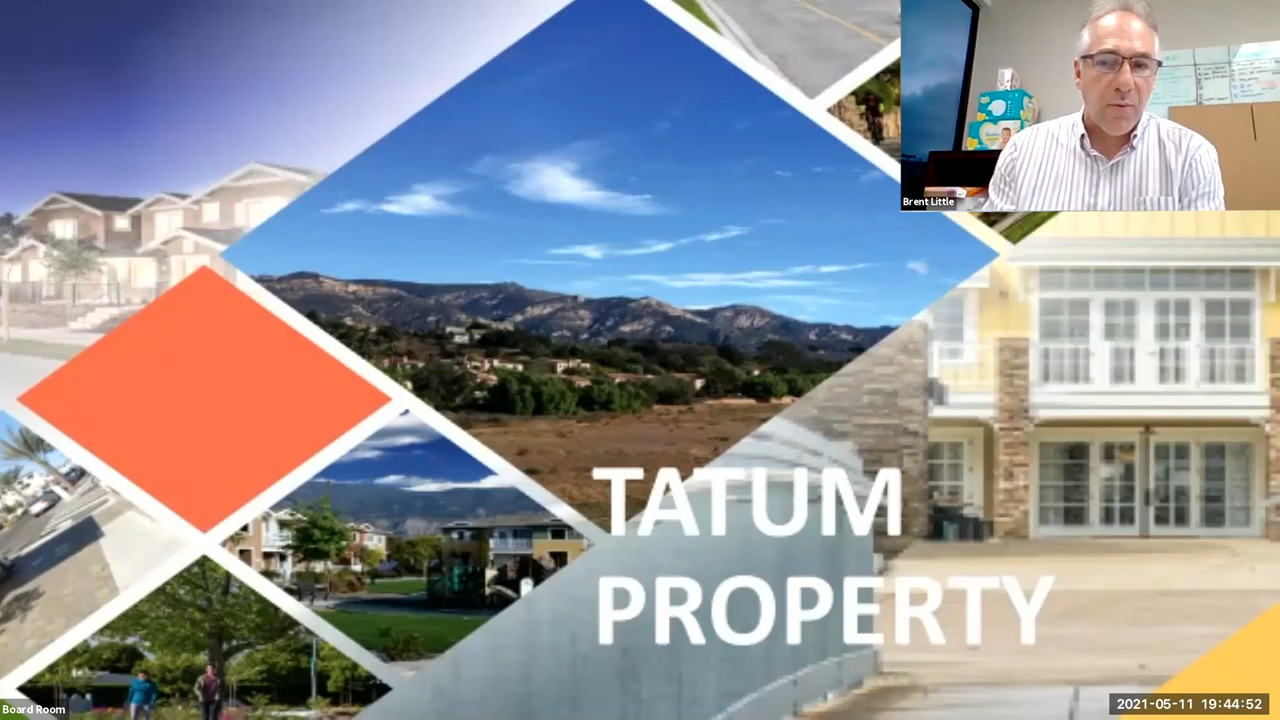 Brent Little
TATUM
PROPERTY
Board Room
2021-05-11 19:44:52